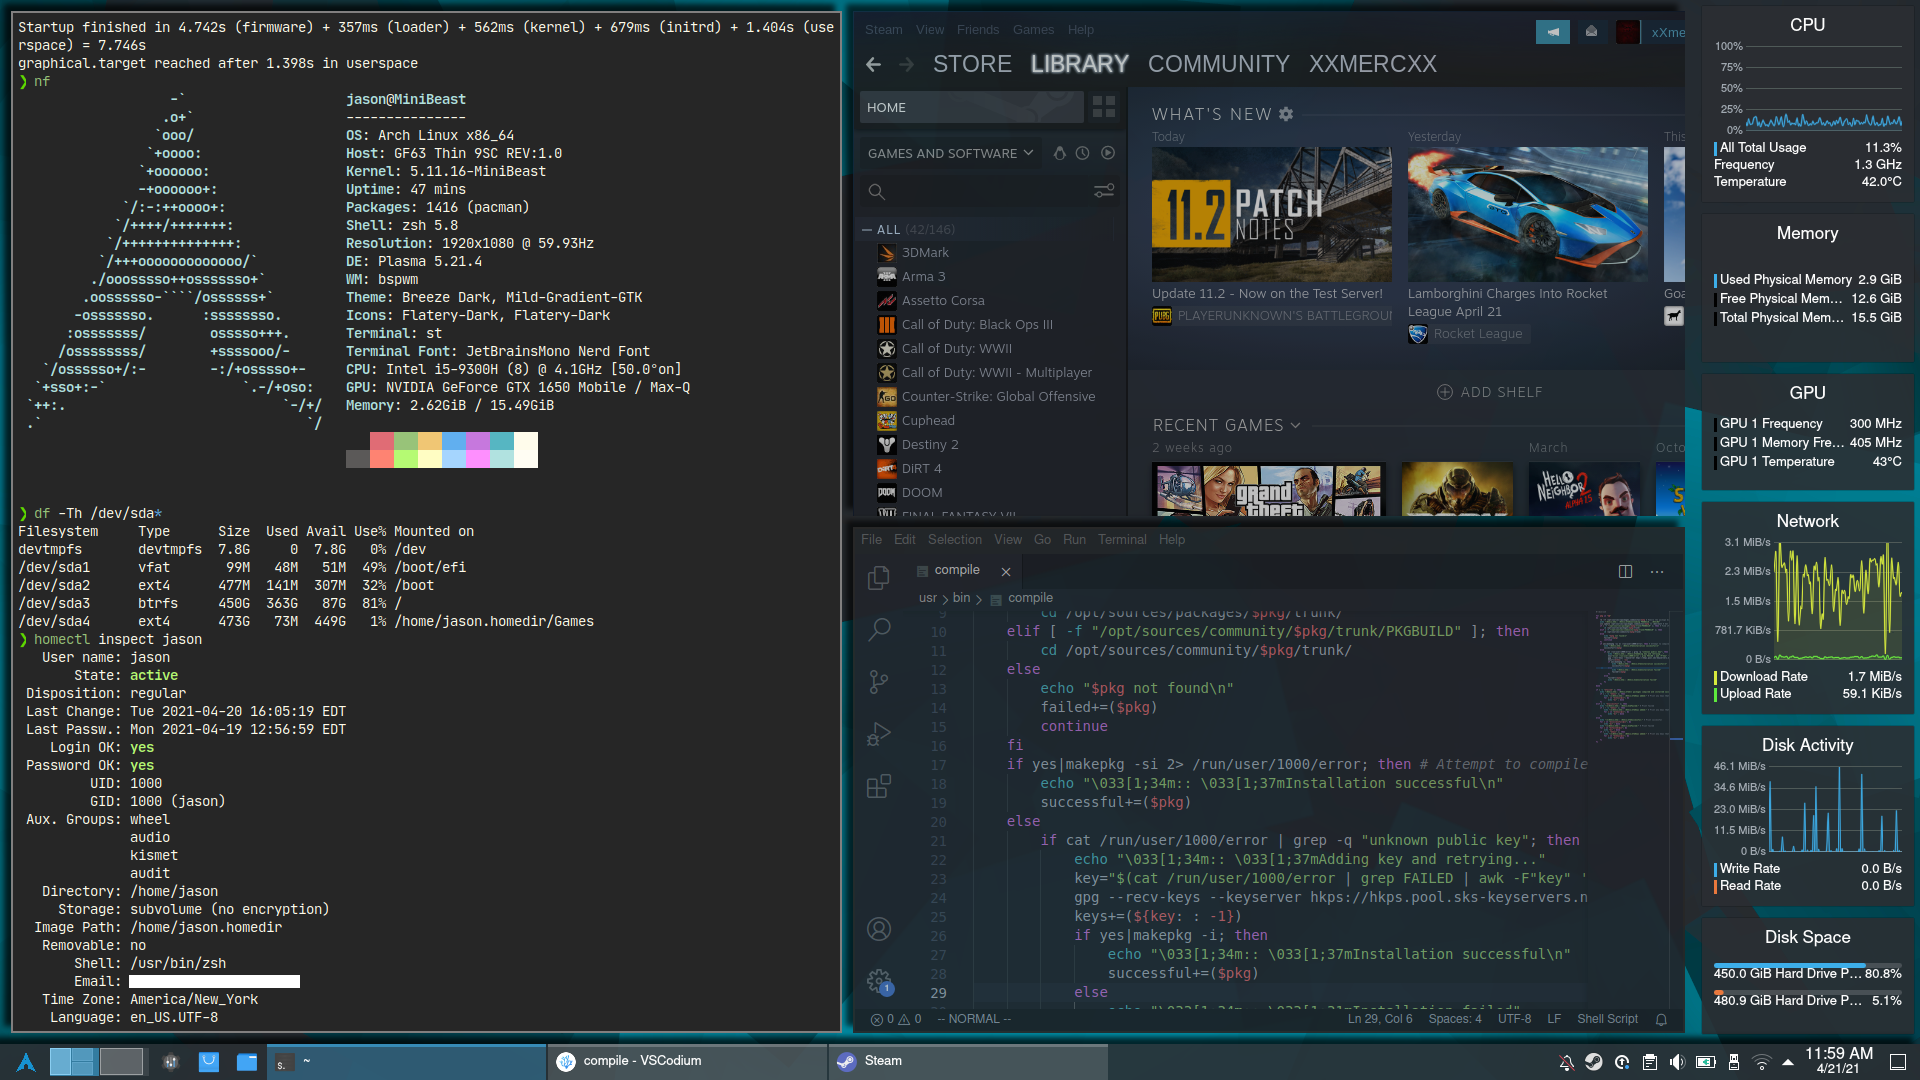 Startup finished in 4.742s (firmware) + 357ms (loader) + 562ms (kernel) + 679ms (initrd) + 1.404s (use
rspace) = 7.746s
graphical.target reached after 1.398s in userspace
❯ nf
jason@MiniBeast
---------------
OS: Arch Linux x86_64
Host: GF63 Thin 9SC REV:1.0
Kernel: 5.11.16-MiniBeast
Uptime: 47 mins
Packages: 1416 (pacman)
Shell: zsh 5.8
Resolution: 1920x1080 @ 59.93Hz
DE: Plasma 5.21.4
WM: bspwm
Theme: Breeze Dark, Mild-Gradient-GTK
Icons: Flatery-Dark, Flatery-Dark
Terminal: st
Terminal Font: JetBrainsMono Nerd Font
CPU: Intel i5-9300H (8) @ 4.1GHz [50.0°on]
GPU: NVIDIA GeForce GTX 1650 Mobile / Max-Q
Memory: 2.62GiB / 15.49GiB
❯ df -Th /dev/sda*
Filesystem     Type      Size  Used Avail Use% Mounted on
devtmpfs       devtmpfs  7.8G     0  7.8G   0% /dev
/dev/sda1      vfat       99M   48M   51M  49% /boot/efi
/dev/sda2      ext4      477M  141M  307M  32% /boot
/dev/sda3      btrfs     450G  363G   87G  81% /
/dev/sda4      ext4      473G   73M  449G   1% /home/jason.homedir/Games
❯ homectl inspect jason
User name: jason
State: active
Disposition: regular
Last Change: Tue 2021-04-20 16:05:19 EDT
Last Passw.: Mon 2021-04-19 12:56:59 EDT
Login OK: yes
Password OK: yes
UID: 1000
GID: 1000 (jason)
Aux. Groups: wheel
audio
kismet
audit
Directory: /home/jason
Storage: subvolume (no encryption)
Image Path: /home/jason.homedir
Removable: no
Shell: /usr/bin/zsh
Email:
Time Zone: America/New_York
Language: en_US.UTF-8
Steam View Friends Games Help
xXme
STORE LIBRARY COMMUNITY XXMERCXX
HOME
GAMES AND SOFTWARE
ALL (42/146)
3DMark
Arma 3
Assetto Corsa
Call of Duty: Black Ops III
Call of Duty: WWII
Call of Duty: WWII - Multiplayer
Counter-Strike: Global Offensive
Cuphead
Destiny 2
DiRT 4
DOOM
FINAL FANTASY VII
WHAT'S NEW
Today
Yesterday
This
11.2 PATCH NOTES
Update 11.2 - Now on the Test Server!
PUBG PLAYERUNKNOWN'S BATTLEGROUN
Lamborghini Charges Into Rocket
League April 21
Rocket League
Goa
ADD SHELF
RECENT GAMES
2 weeks ago
March
Octo
grand theft
HELLO NEIGHBOR 2
File Edit Selection View Go Run Terminal Help
compile
usr > bin > compile
9 cd /opt/sources/packages/$pkg/trunk/
10 elif [ -f "/opt/sources/community/$pkg/trunk/PKGBUILD" ]; then
11 cd /opt/sources/community/$pkg/trunk/
12 else
13 echo "$pkg not found\n"
14 failed+=($pkg)
15 continue
16 fi
17 if yes|makepkg -si 2> /run/user/1000/error; then # Attempt to compile
18 echo "\033[1;34m:: \033[1;37mInstallation successful\n"
19 successful+=($pkg)
20 else
21 if cat /run/user/1000/error | grep -q "unknown public key"; then
22 echo "\033[1;34m:: \033[1;37mAdding key and retrying..."
23 key="$(cat /run/user/1000/error | grep FAILED | awk -F"key" '
24 gpg --recv-keys --keyserver hkps://hkps.pool.sks-keyservers.n
25 keys+=(${key: : -1})
26 if yes|makepkg -i; then
27 echo "\033[1;34m:: \033[1;37mInstallation successful\n"
28 successful+=($pkg)
29 else
0 0 -- NORMAL -- Ln 29, Col 6 Spaces: 4 UTF-8 LF Shell Script
1
CPU
100%
75%
50%
25%
0%
All Total Usage 11.3%
Frequency 1.3 GHz
Temperature 42.0°C
Memory
Used Physical Memory 2.9 GiB
Free Physical Mem... 12.6 GiB
Total Physical Mem... 15.5 GiB
GPU
GPU 1 Frequency 300 MHz
GPU 1 Memory Fre... 405 MHz
GPU 1 Temperature 43°C
Network
3.1 MiB/s
2.3 MiB/s
1.5 MiB/s
781.7 KiB/s
0 B/s
Download Rate 1.7 MiB/s
Upload Rate 59.1 KiB/s
Disk Activity
46.1 MiB/s
34.6 MiB/s
23.0 MiB/s
11.5 MiB/s
0 B/s
Write Rate 0.0 B/s
Read Rate 0.0 B/s
Disk Space
450.0 GiB Hard Drive P... 80.8%
480.9 GiB Hard Drive P... 5.1%
~
compile - VSCodium
Steam
11:59 AM
4/21/21